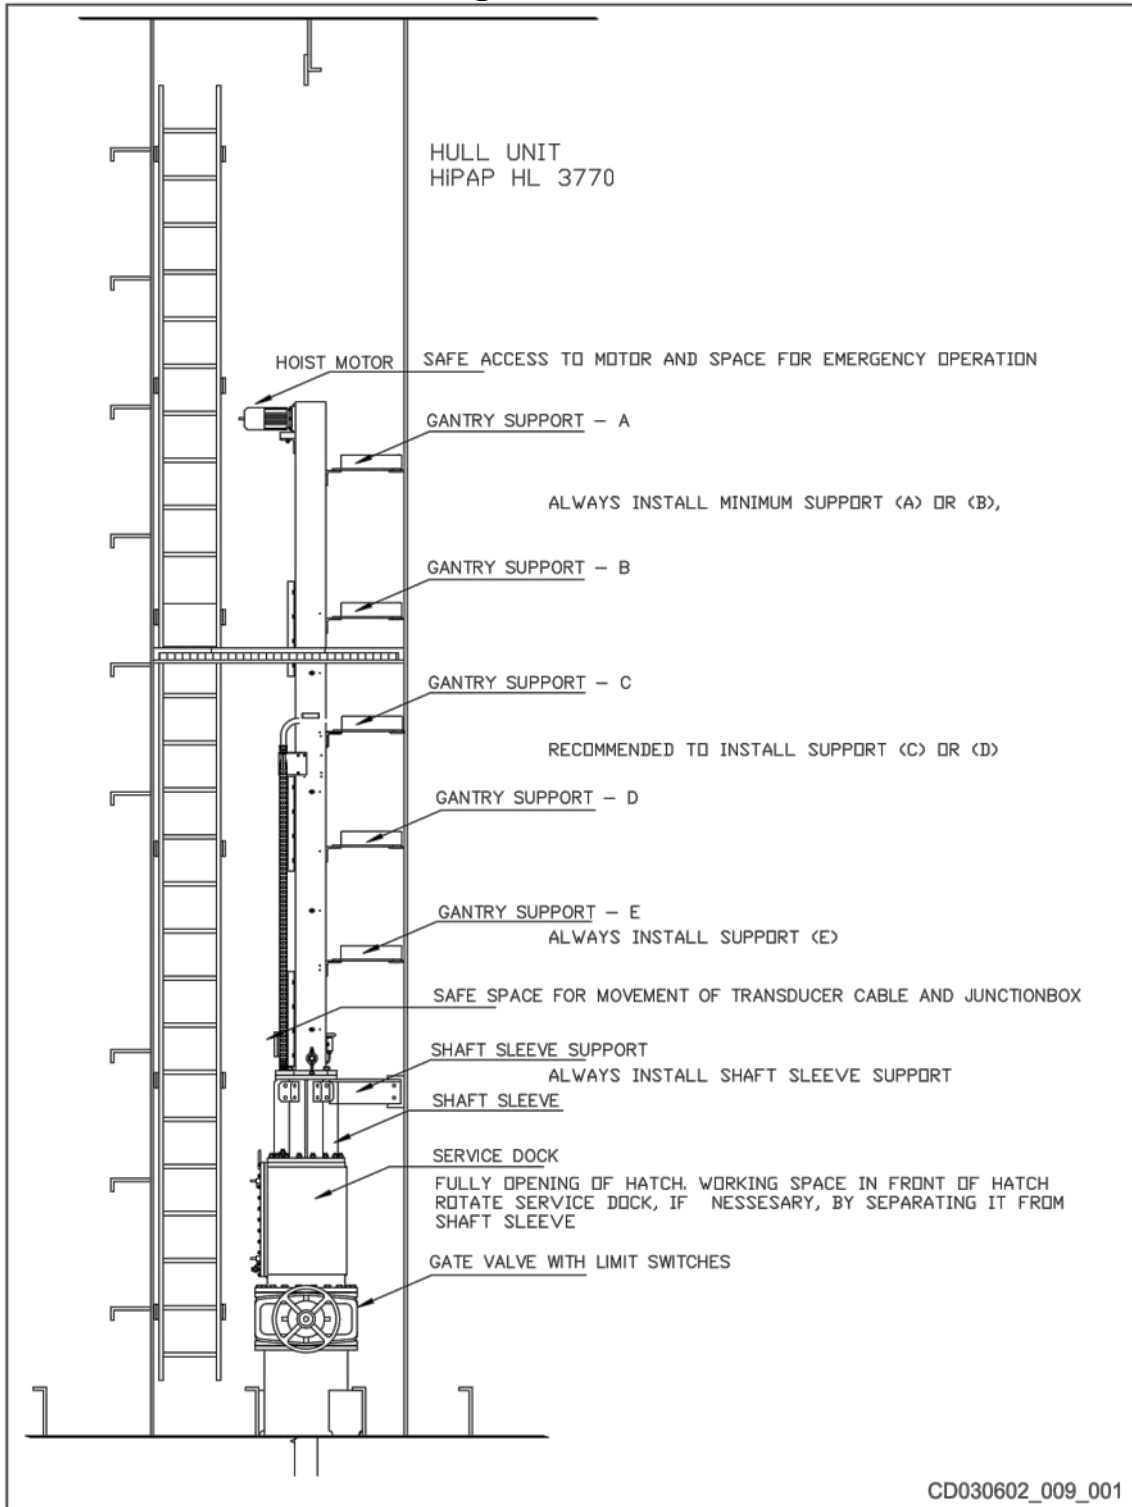 HULL UNIT
HiPAP HL 3770
HOIST MOTOR
SAFE ACCESS TO MOTOR AND SPACE FOR EMERGENCY OPERATION
GANTRY SUPPORT – A
ALWAYS INSTALL MINIMUM SUPPORT (A) OR (B),
GANTRY SUPPORT – B
GANTRY SUPPORT – C
RECOMMENDED TO INSTALL SUPPORT (C) OR (D)
GANTRY SUPPORT – D
GANTRY SUPPORT – E
ALWAYS INSTALL SUPPORT (E)
SAFE SPACE FOR MOVEMENT OF TRANSDUCER CABLE AND JUNCTIONBOX
SHAFT SLEEVE SUPPORT
ALWAYS INSTALL SHAFT SLEEVE SUPPORT
SHAFT SLEEVE
SERVICE DOCK
FULLY OPENING OF HATCH. WORKING SPACE IN FRONT OF HATCH
ROTATE SERVICE DOCK, IF NESSESARY, BY SEPARATING IT FROM
SHAFT SLEEVE
GATE VALVE WITH LIMIT SWITCHES
CD030602_009_001